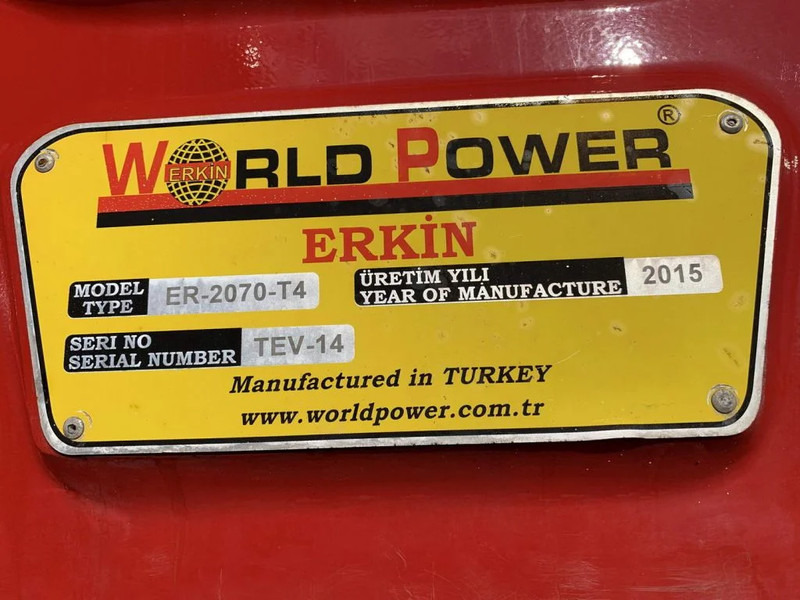 WORLD POWER ®
ERKİN
ERKİN
MODEL TYPE ER-2070-T4
ÜRETİM YILI
YEAR OF MANUFACTURE 2015
SERI NO
SERIAL NUMBER TEV-14
Manufactured in TURKEY
www.worldpower.com.tr